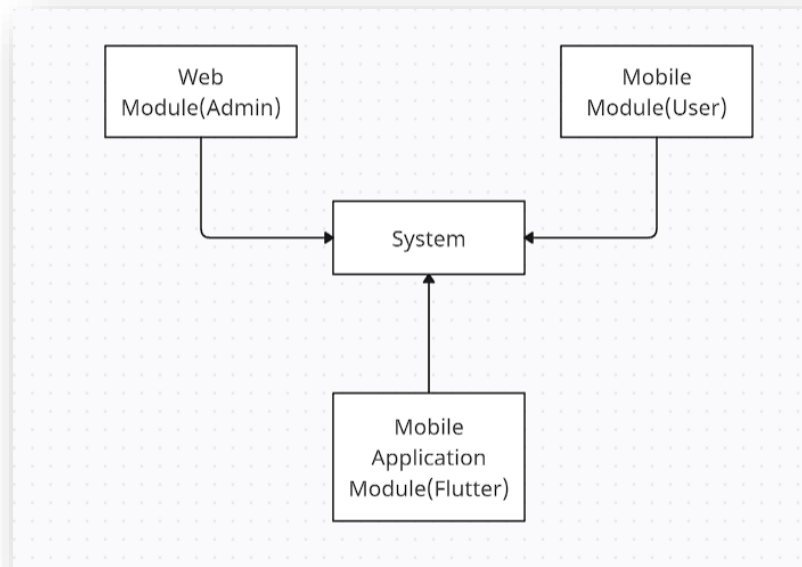 Web
Module(Admin)
Mobile
Module(User)
System
Mobile
Application
Module(Flutter)